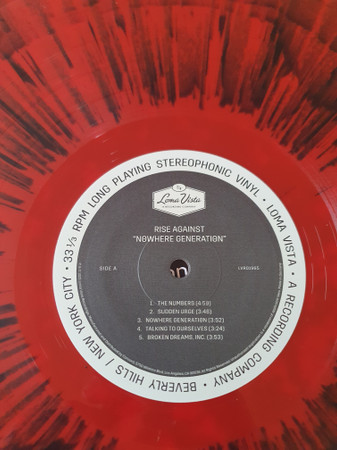 33 1/3 RPM LONG PLAYING STEREOPHONIC VINYL • LOMA VISTA • A RECORDING COMPANY • BEVERLY HILLS / NEW YORK CITY •
Loma Vista
RISE AGAINST
"NOWHERE GENERATION"
SIDE A
1. THE NUMBERS (4:59)
2. SUDDEN URGE (3:46)
3. NOWHERE GENERATION (3:52)
4. TALKING TO OURSELVES (3:24)
5. BROKEN DREAMS, INC. (3:53)